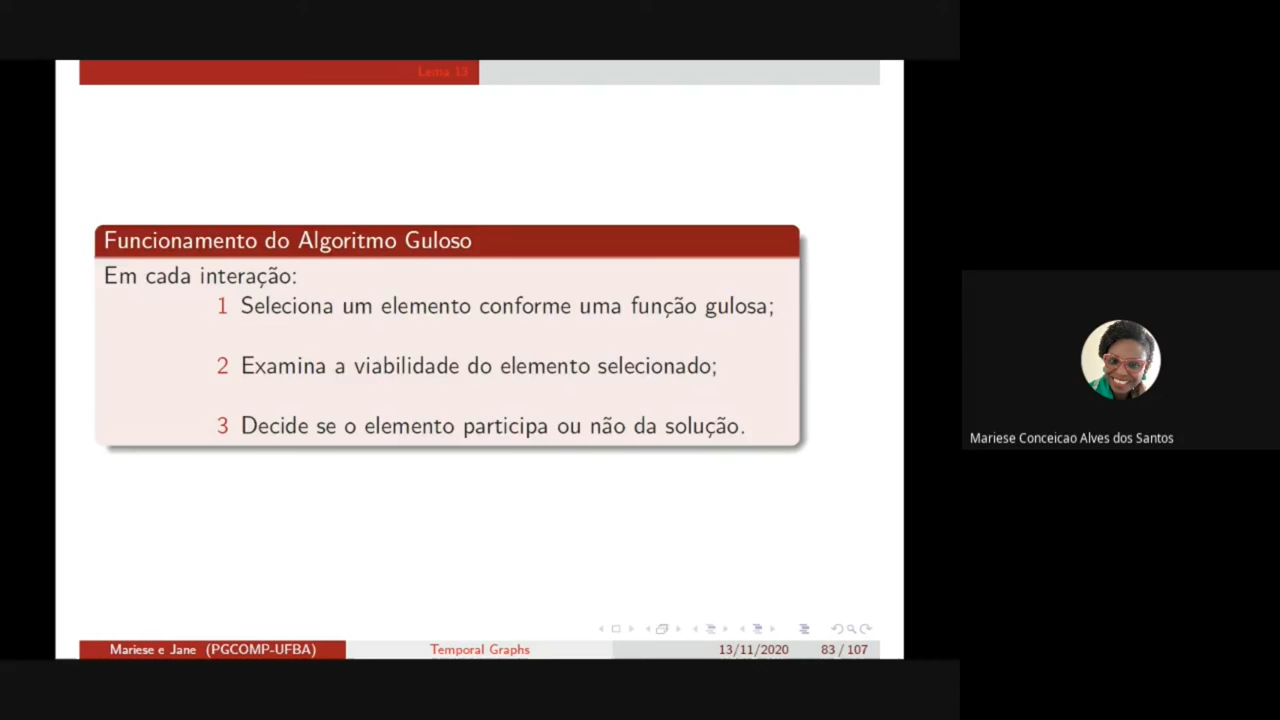 Lema 13
Funcionamento do Algoritmo Guloso
Em cada interação:
1 Seleciona um elemento conforme uma função gulosa;
2 Examina a viabilidade do elemento selecionado;
3 Decide se o elemento participa ou não da solução.
Mariese Conceicao Alves dos Santos
Mariese e Jane (PGCOMP-UFBA) Temporal Graphs 13/11/2020 83 / 107